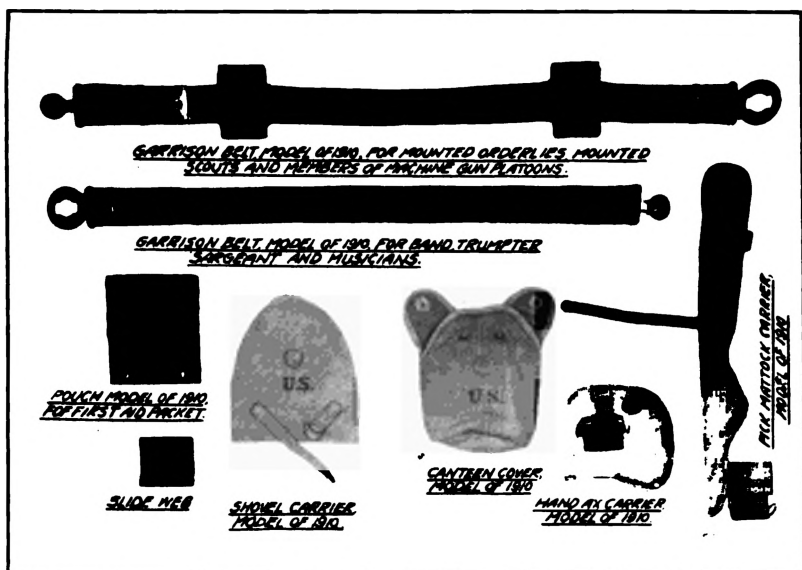 GARRISON BELT, MODEL OF 1910, FOR MOUNTED ORDERLIES, MOUNTED
SCOUTS AND MEMBERS OF MACHINE GUN PLATOONS.
GARRISON BELT, MODEL OF 1910, FOR BAND, TRUMPTER
SARGEANT AND MUSICIANS.
POUCH MODEL OF 1910.
FOR FIRST AID PACKET.
SLIDE WEB
U.S.
SHOVEL CARRIER,
MODEL OF 1910.
U.S.
CANTEEN COVER,
MODEL OF 1910
HAND AX CARRIER
MODEL OF 1910.
PICK MATTOCK CARRIER,
MODEL OF 1910